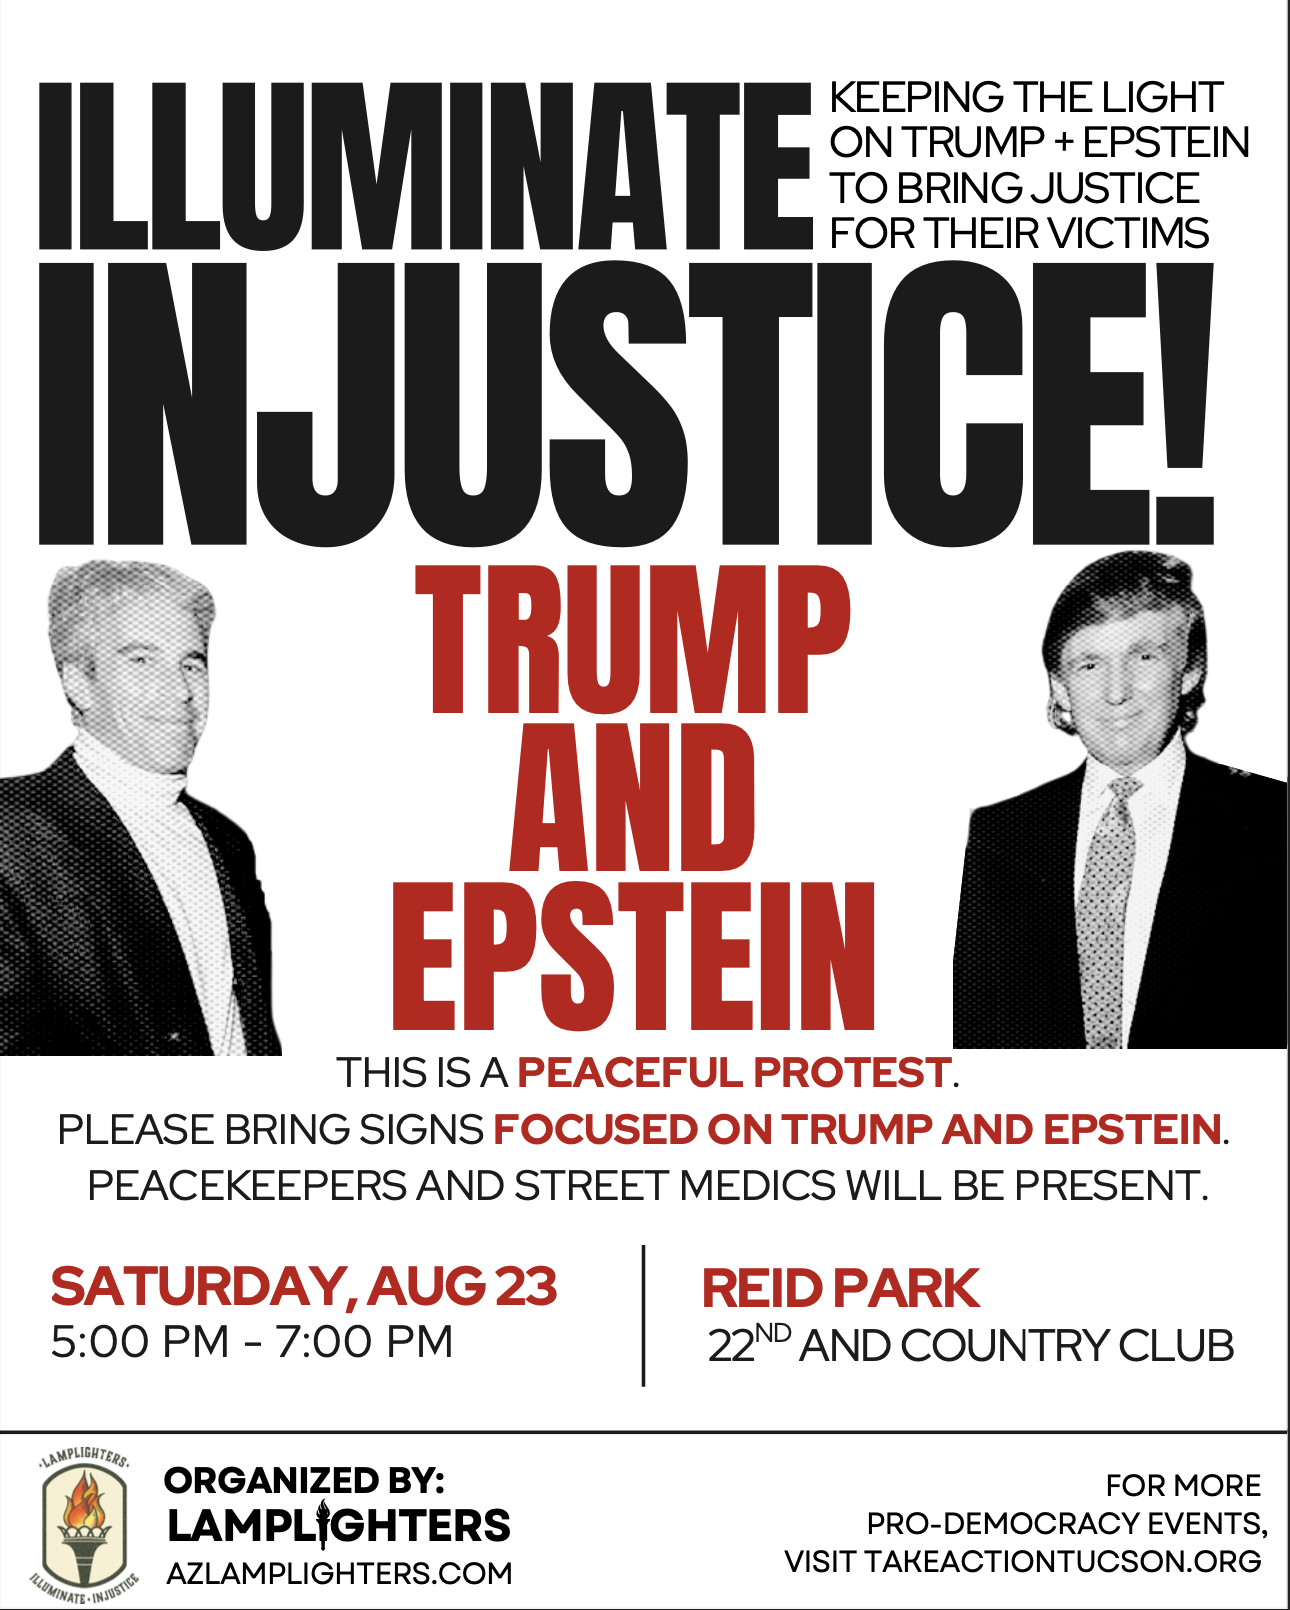 ILLUMINATE
KEEPING THE LIGHT
ON TRUMP + EPSTEIN
TO BRING JUSTICE
FOR THEIR VICTIMS
INJUSTICE!
TRUMP
AND
EPSTEIN
THIS IS A PEACEFUL PROTEST.
PLEASE BRING SIGNS FOCUSED ON TRUMP AND EPSTEIN.
PEACEKEEPERS AND STREET MEDICS WILL BE PRESENT.
SATURDAY, AUG 23
5:00 PM - 7:00 PM
REID PARK
22ND AND COUNTRY CLUB
·LAMPLIGHTERS·
ILLUMINATE·INJUSTICE
ORGANIZED BY:
LAMPLIGHTERS
AZLAMPLIGHTERS.COM
FOR MORE
PRO-DEMOCRACY EVENTS,
VISIT TAKEACTIONTUCSON.ORG